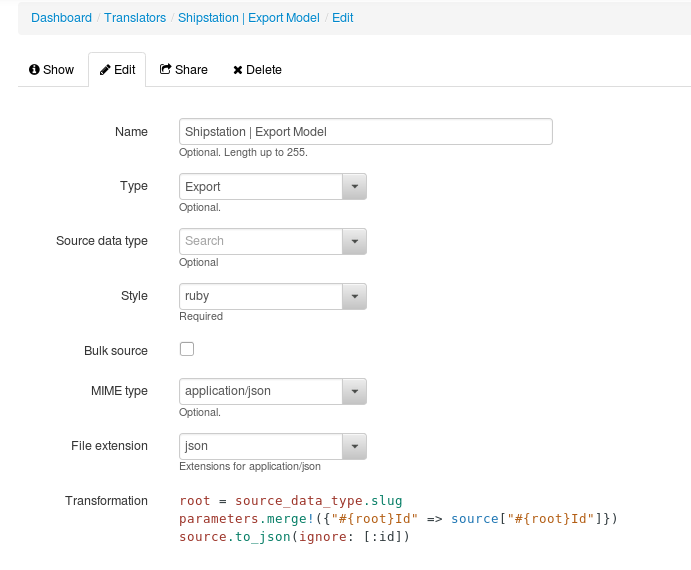 Dashboard / Translators / Shipstation | Export Model / Edit
Show Edit Share Delete
Name Shipstation | Export Model
Optional. Length up to 255.
Type Export
Optional.
Source data type Search
Optional
Style ruby
Required
Bulk source
MIME type application/json
Optional.
File extension json
Extensions for application/json
Transformation root = source_data_type.slug
parameters.merge!({"#{root}Id" => source["#{root}Id"]})
source.to_json(ignore: [:id])